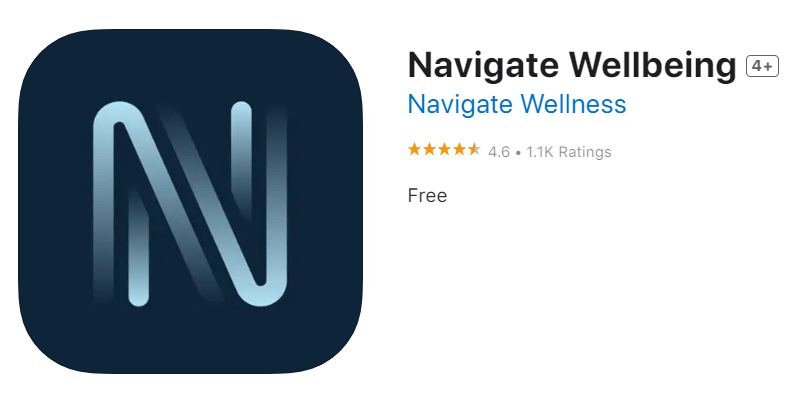 N
Navigate Wellbeing 4+
Navigate Wellness
4.6 • 1.1K Ratings
Free